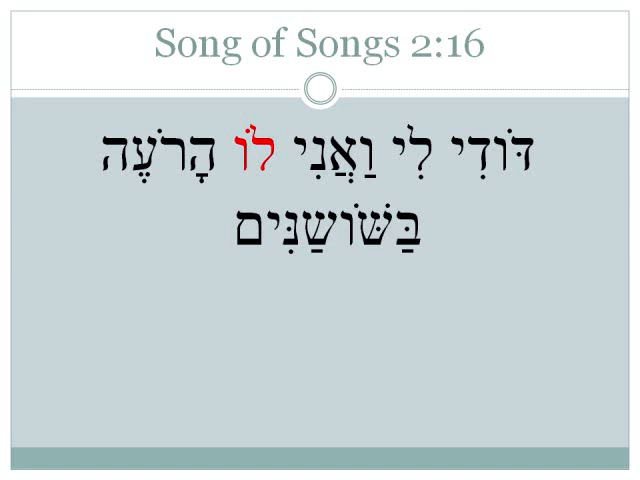 Song of Songs 2:16
דּוֹדִי לִי וַאֲנִי לוֹ הָרֹעֶה
בַּשּׁוֹשַׁנִּים